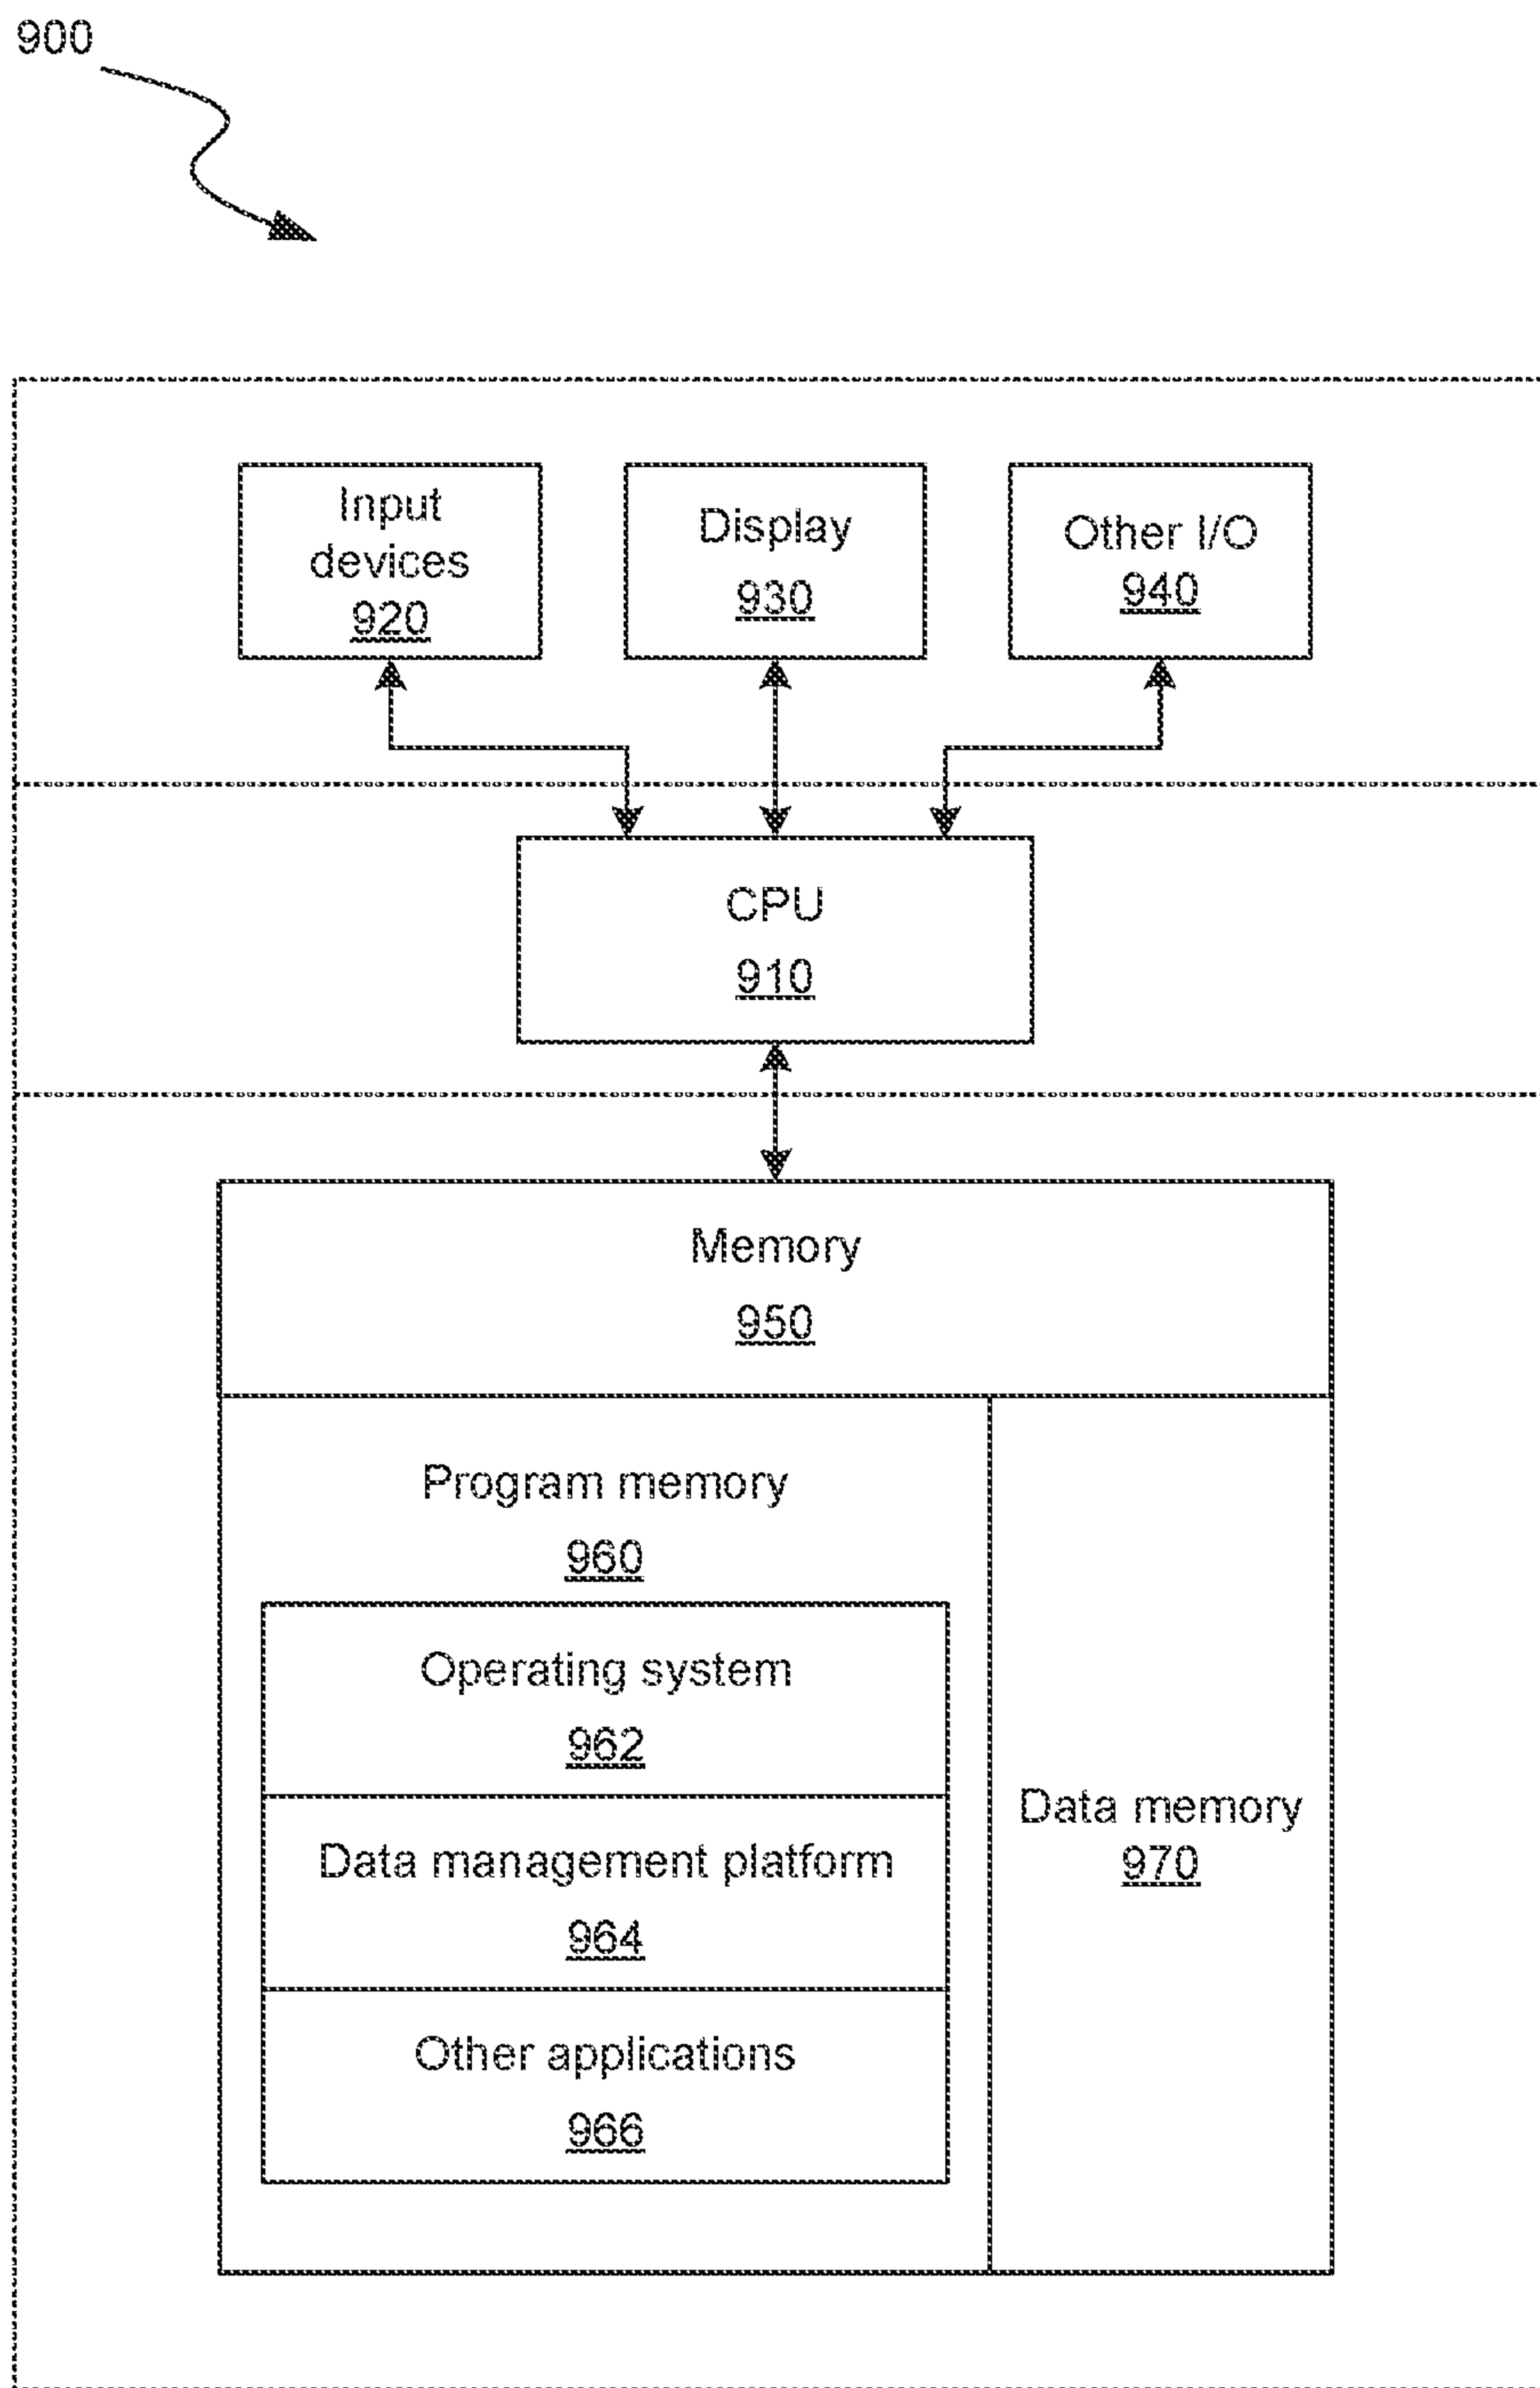 900
Input
devices
920
Display
930
Other I/O
940
CPU
910
Memory
950
Program memory
960
Operating system
962
Data management platform
964
Other applications
966
Data memory
970